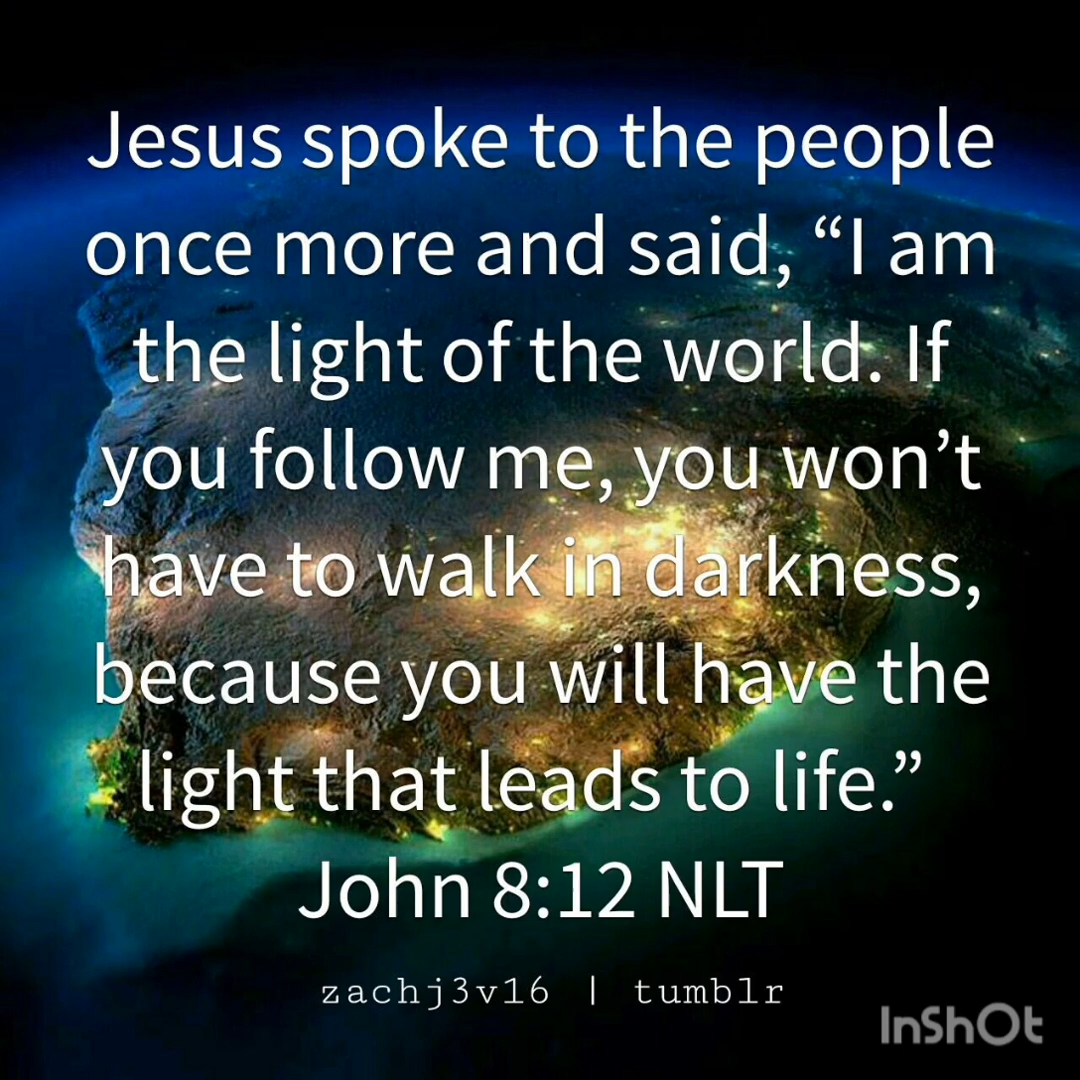 Jesus spoke to the people
once more and said, “I am
the light of the world. If
you follow me, you won’t
have to walk in darkness,
because you will have the
light that leads to life.”
John 8:12 NLT
zachj3v16 | tumblr
InShOt